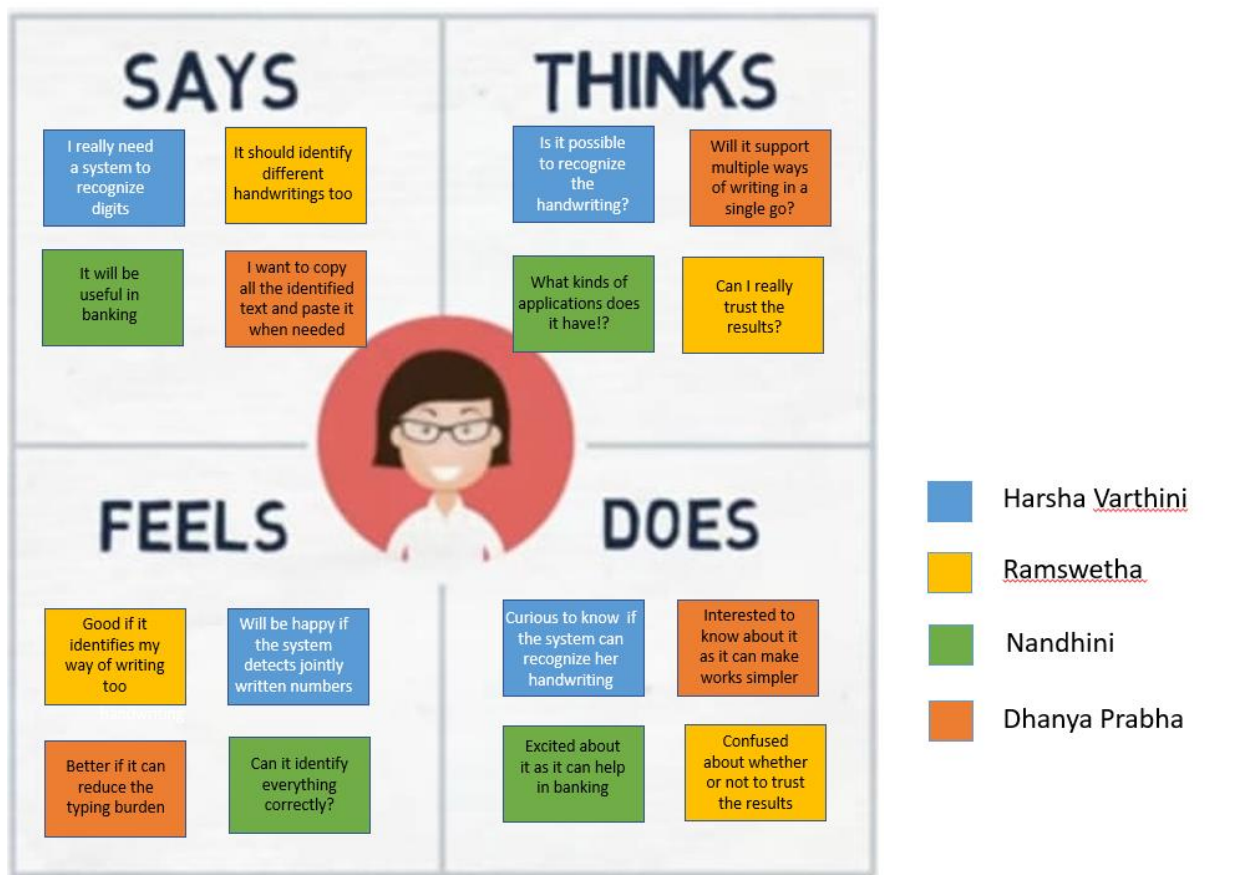 SAYS
I really need
a system to
recognize
digits
It should identify
different
handwritings too
It will be
useful in
banking
I want to copy
all the identified
text and paste it
when needed
THINKS
Is it possible
to recognize
the
handwriting?
Will it support
multiple ways
of writing in a
single go?
What kinds of
applications does
it have!?
Can I really
trust the
results?
FEELS
Good if it
identifies my
way of writing
too
Will be happy if
the system
detects jointly
written numbers
Better if it can
reduce the
typing burden
Can it identify
everything
correctly?
DOES
Curious to know if
the system can
recognize her
handwriting
Interested to
know about it
as it can make
works simpler
Excited about
it as it can help
in banking
Confused
about whether
or not to trust
the results
Harsha Varthini
Ramswetha
Nandhini
Dhanya Prabha